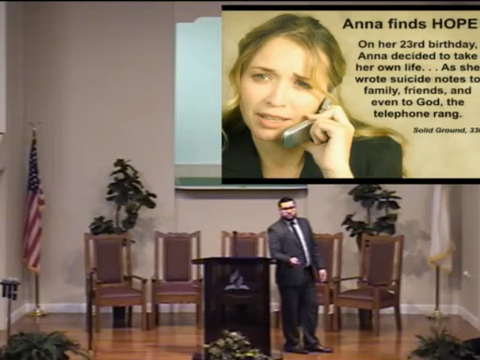 Anna finds HOPE
On her 23rd birthday,
Anna decided to take
her own life. . . As she
wrote suicide notes to
family, friends, and
even to God, the
telephone rang.
Solid Ground, 330